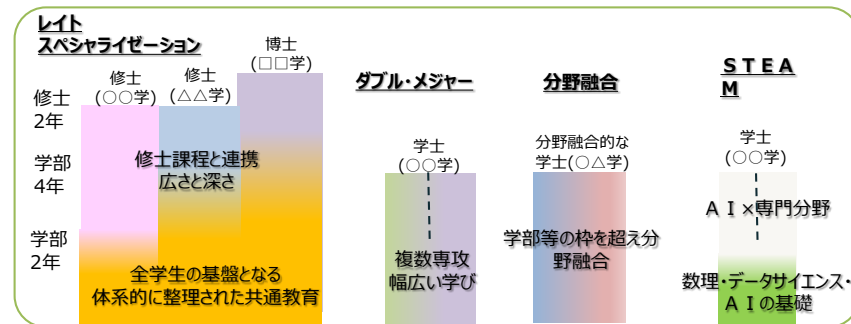 レイト
スペシャライゼーション
修士
(○○学)
修士
(△△学)
博士
(□□学)
修士
2年
学部
4年
学部
2年
修士課程と連携
広さと深さ
全学生の基盤となる
体系的に整理された共通教育
ダブル・メジャー
学士
(○○学)
複数専攻
幅広い学び
分野融合
分野融合的な
学士(○△学)
学部等の枠を超え分
野融合
ＳＴＥＡ
Ｍ
学士
(○○学)
ＡＩ×専門分野
数理・データサイエンス・
ＡＩの基礎